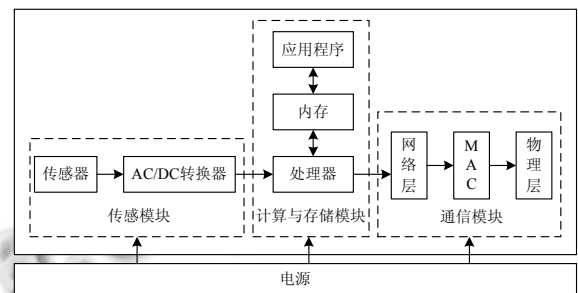 应用程序
内存
传感器
AC/DC转换器
处理器
网络层
MAC
物理层
传感模块
计算与存储模块
通信模块
电源